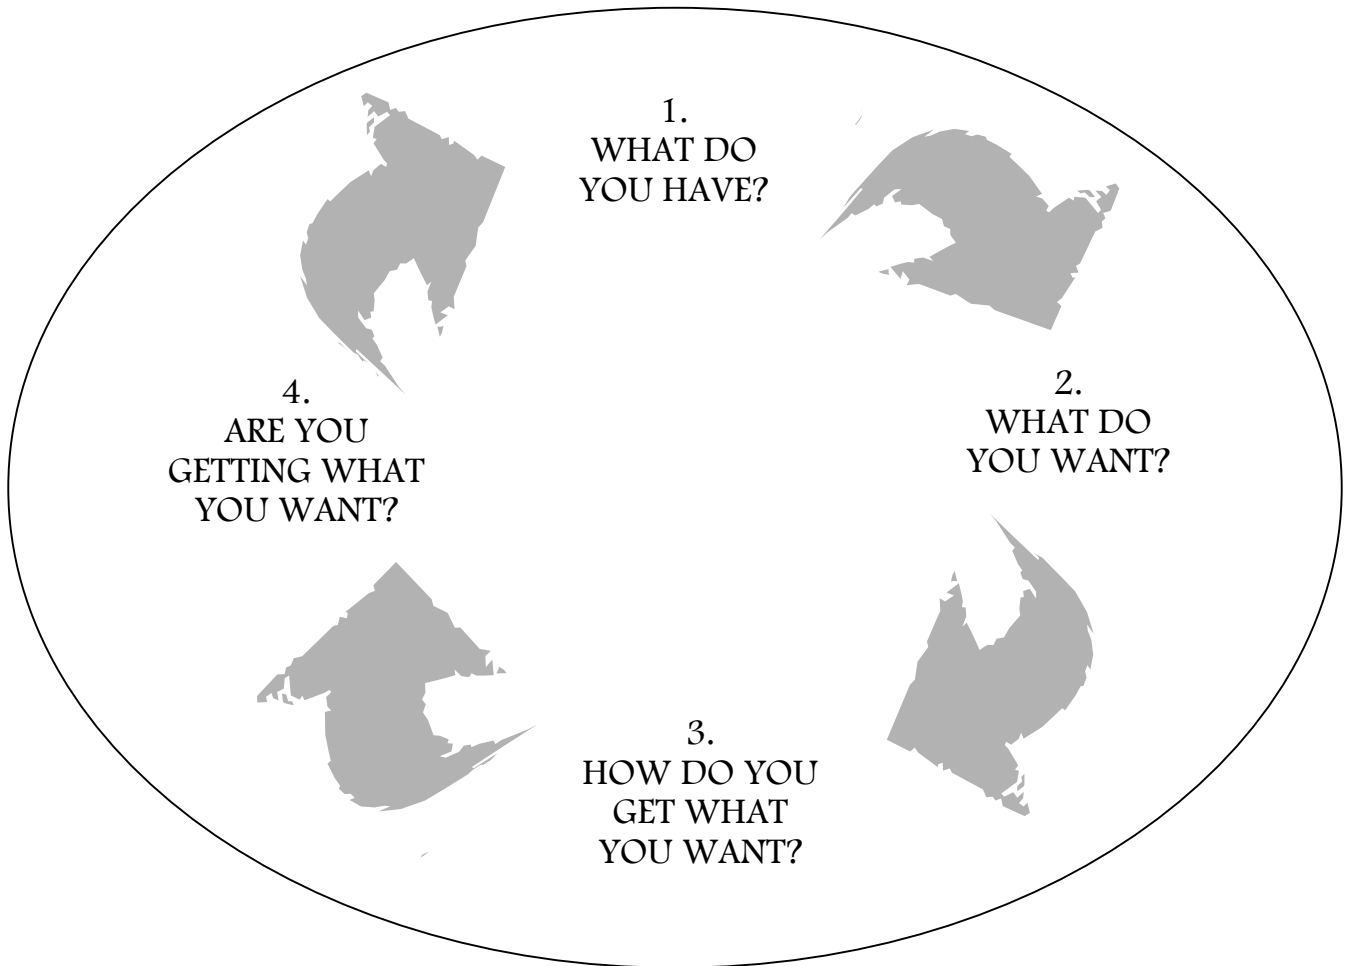 1.
WHAT DO
YOU HAVE?
2.
WHAT DO
YOU WANT?
3.
HOW DO YOU
GET WHAT
YOU WANT?
4.
ARE YOU
GETTING WHAT
YOU WANT?